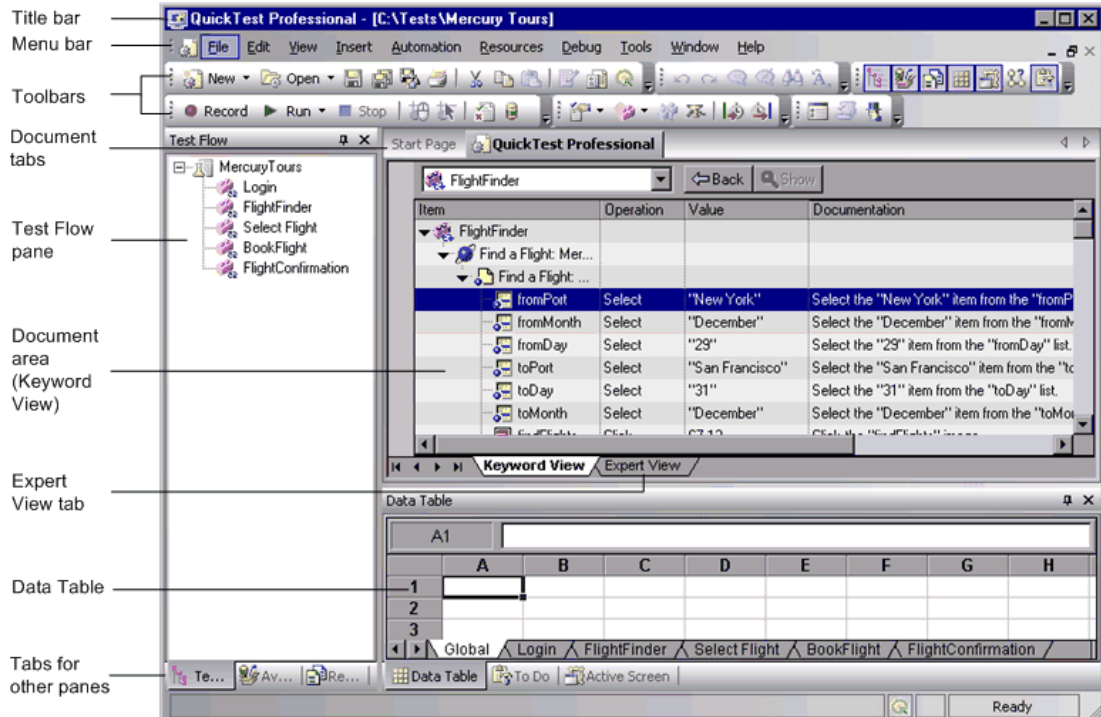 Title bar
QuickTest Professional - [C:\Tests\Mercury Tours]
Menu bar
File Edit View Insert Automation Resources Debug Tools Window Help
Toolbars
New Open
Record Run Stop
Document
tabs
Test Flow
Start Page QuickTest Professional
MercuryTours
Login
FlightFinder
Select Flight
BookFlight
FlightConfirmation
Test Flow
pane
FlightFinder Back Show
Item Operation Value Documentation
FlightFinder
Find a Flight: Mer...
Find a Flight: ...
fromPort Select "New York" Select the "New York" item from the "fromP
fromMonth Select "December" Select the "December" item from the "fromM
fromDay Select "29" Select the "29" item from the "fromDay" list.
toPort Select "San Francisco" Select the "San Francisco" item from the "to
toDay Select "31" Select the "31" item from the "toDay" list.
toMonth Select "December" Select the "December" item from the "toMon
Document
area
(Keyword
View)
Keyword View Expert View
Expert
View tab
Data Table
A1
A B C D E F G H
1
2
3
Data Table
Global Login FlightFinder Select Flight BookFlight FlightConfirmation
Tabs for
other panes
Te... Av... Re... Data Table To Do Active Screen
Ready